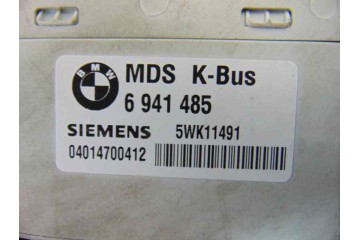 BMW MDS K-Bus
6 941 485
SIEMENS 5WK11491
04014700412